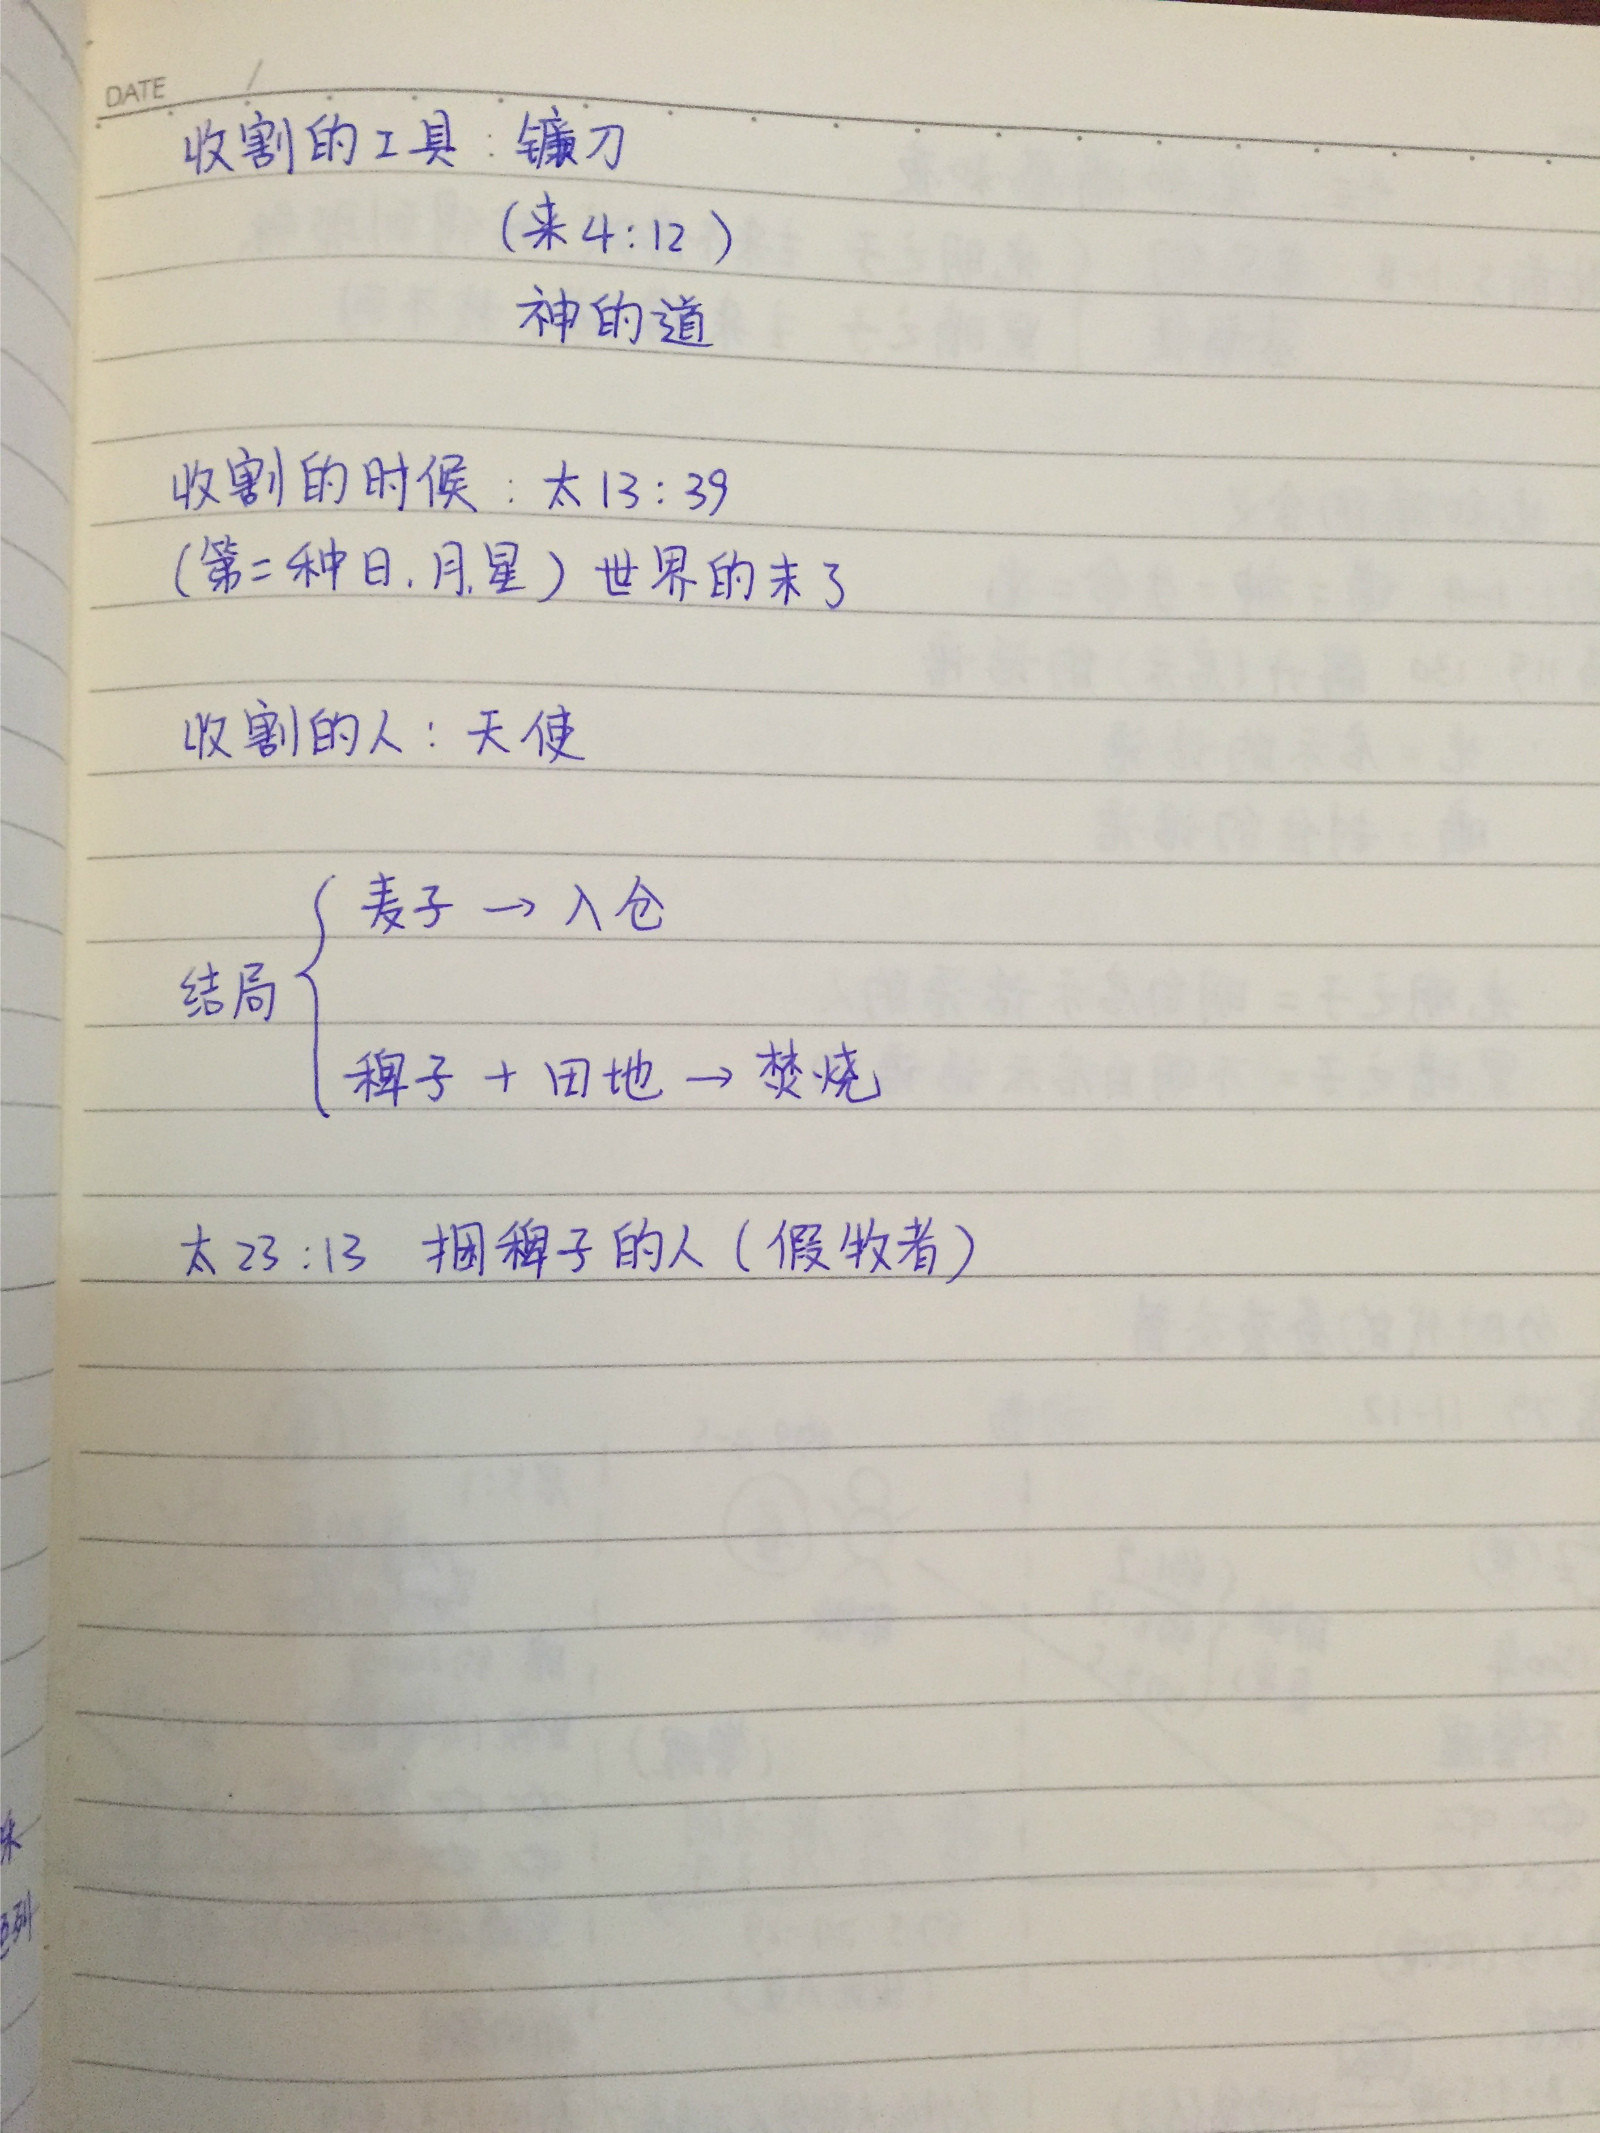 DATE /
收割的工具：镰刀
（来4：12）
神的道
收割的时候：太13：39
（第二种日.月.星）世界的末了
收割的人：天使
麦子→入仓
结局
稗子＋田地→焚烧
太23：13 捆稗子的人（假牧者）